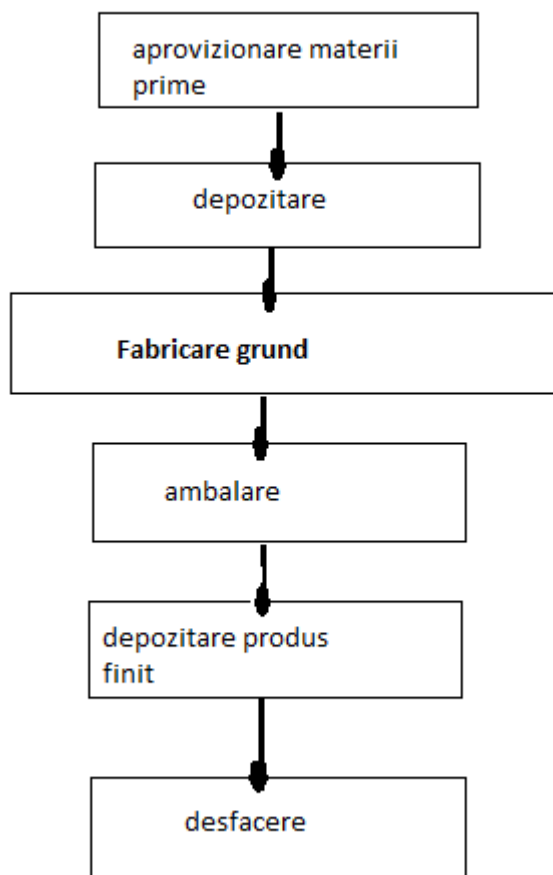 aprovizionare materii
prime
depozitare
Fabricare grund
ambalare
depozitare produs
finit
desfacere